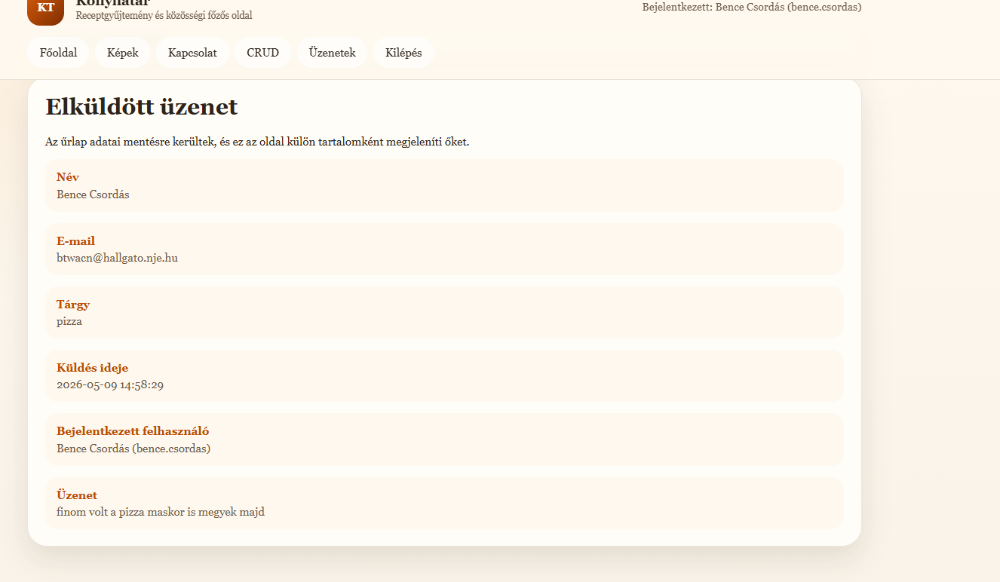 KT
Receptgyűjtemény és közösségi főzős oldal
Bejelentkezett: Bence Csordás (bence.csordas)
Főoldal
Képek
Kapcsolat
CRUD
Üzenetek
Kilépés
Elküldött üzenet
Az űrlap adatai mentésre kerültek, és ez az oldal külön tartalomként megjeleníti őket.
Név
Bence Csordás
E-mail
btwacn@hallgato.nje.hu
Tárgy
pizza
Küldés ideje
2026-05-09 14:58:29
Bejelentkezett felhasználó
Bence Csordás (bence.csordas)
Üzenet
finom volt a pizza maskor is megyek majd